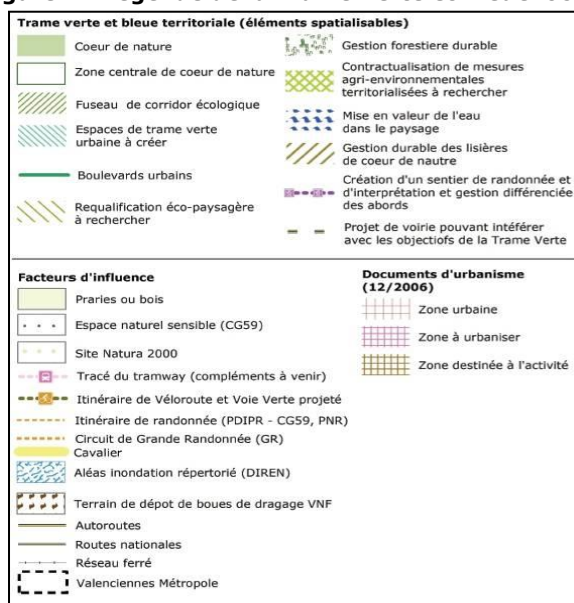 Trame verte et bleue territoriale (éléments spatialisables)
Coeur de nature
Zone centrale de coeur de nature
Fuseau de corridor écologique
Espaces de trame verte
urbaine à créer
Boulevards urbains
Requalification éco-paysagère
à rechercher
Gestion forestiere durable
Contractualisation de mesures
agri-environnementales
territorialisées à rechercher
Mise en valeur de l'eau
dans le paysage
Gestion durable des lisières
de coeur de nautre
Création d'un sentier de randonnée et
d'interprétation et gestion différenciée
des abords
Projet de voirie pouvant intéférer
avec les objectifs de la Trame Verte
Facteurs d'influence
Praries ou bois
Espace naturel sensible (CG59)
Site Natura 2000
Tracé du tramway (compléments à venir)
Itinéraire de Véloroute et Voie Verte projeté
Itinéraire de randonnée (PDIPR - CG59, PNR)
Circuit de Grande Randonnée (GR)
Cavalier
Aléas inondation répertorié (DIREN)
Terrain de dépot de boues de dragage VNF
Autoroutes
Routes nationales
Réseau ferré
Valenciennes Métropole
Documents d'urbanisme
(12/2006)
Zone urbaine
Zone à urbaniser
Zone destinée à l'activité